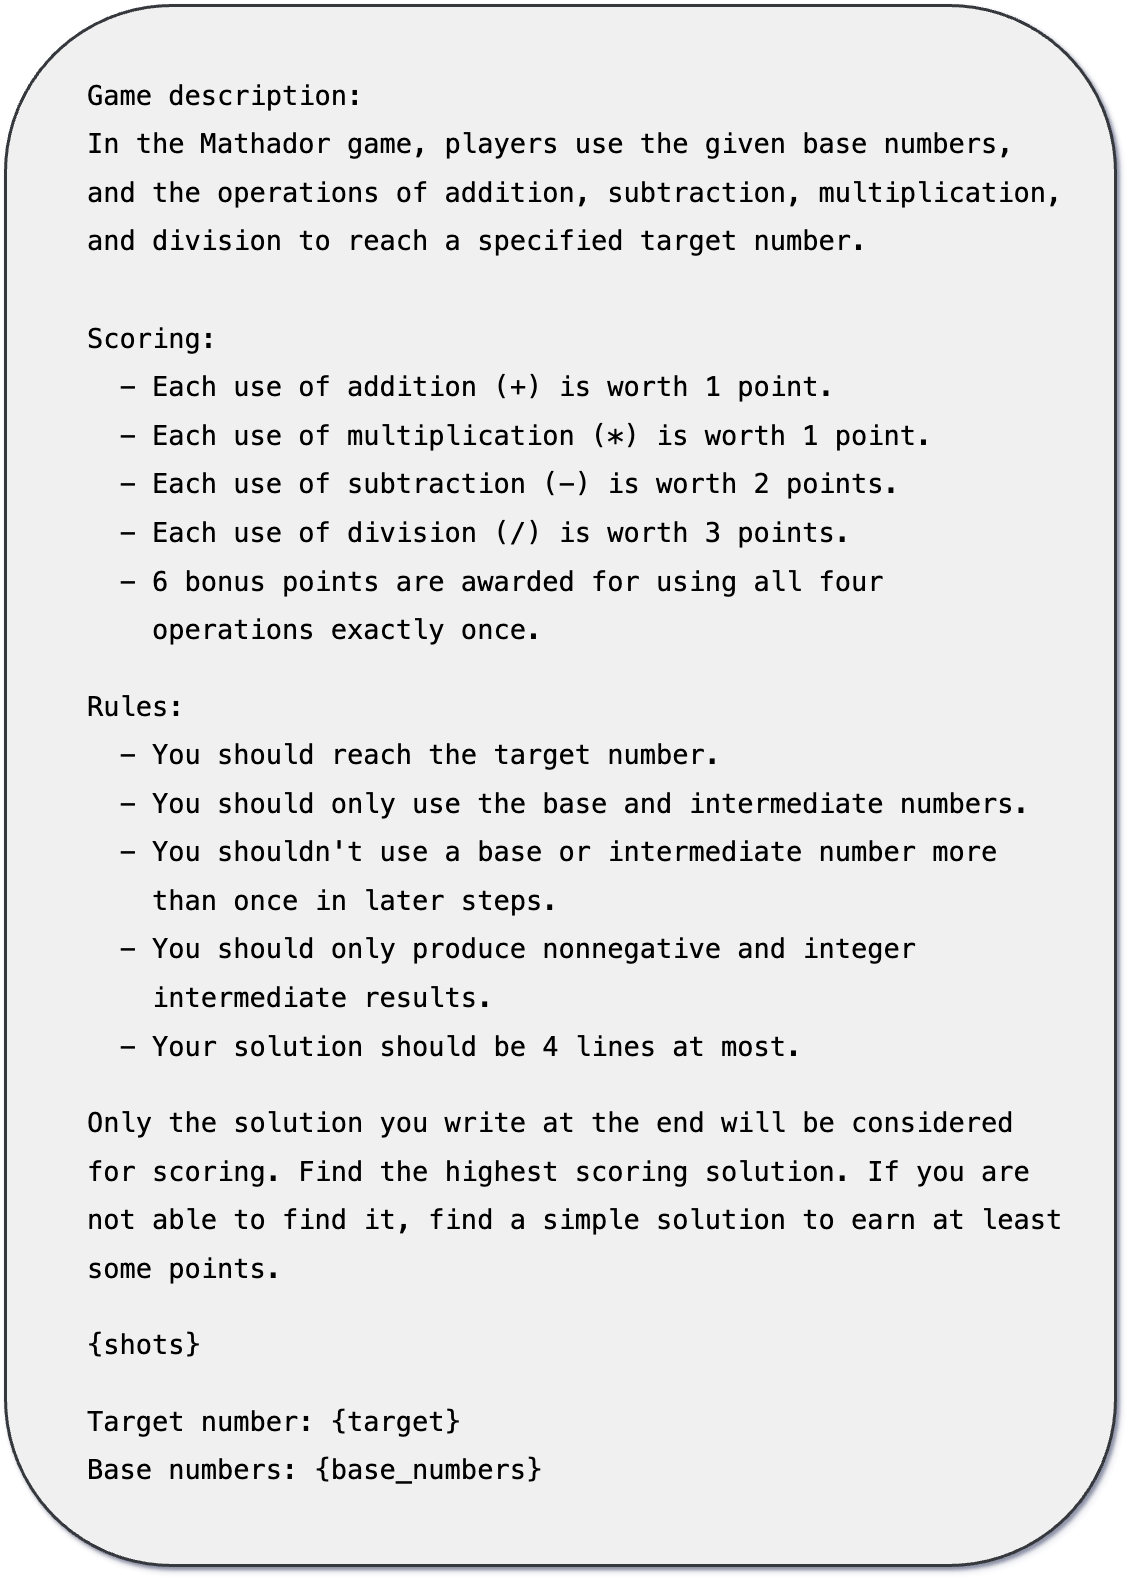 Game description:
In the Mathador game, players use the given base numbers,
and the operations of addition, subtraction, multiplication,
and division to reach a specified target number.
Scoring:
– Each use of addition (+) is worth 1 point.
– Each use of multiplication (*) is worth 1 point.
– Each use of subtraction (–) is worth 2 points.
– Each use of division (/) is worth 3 points.
– 6 bonus points are awarded for using all four
operations exactly once.
Rules:
– You should reach the target number.
– You should only use the base and intermediate numbers.
– You shouldn't use a base or intermediate number more
than once in later steps.
– You should only produce nonnegative and integer
intermediate results.
– Your solution should be 4 lines at most.
Only the solution you write at the end will be considered
for scoring. Find the highest scoring solution. If you are
not able to find it, find a simple solution to earn at least
some points.
{shots}
Target number: {target}
Base numbers: {base_numbers}